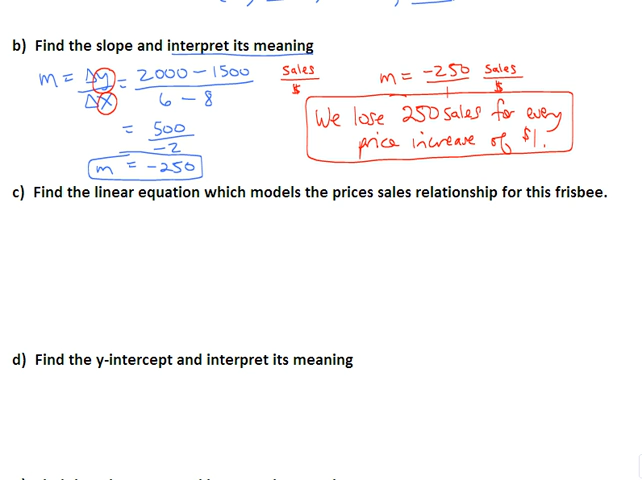 b) Find the slope and interpret its meaning
m = Δy/Δx = 2000 - 1500 / 6 - 8 sales/$
= 500/-2
m = -250
m = -250/1 sales/$
We lose 250 sales for every
price increase of $1.
c) Find the linear equation which models the prices sales relationship for this frisbee.
d) Find the y-intercept and interpret its meaning